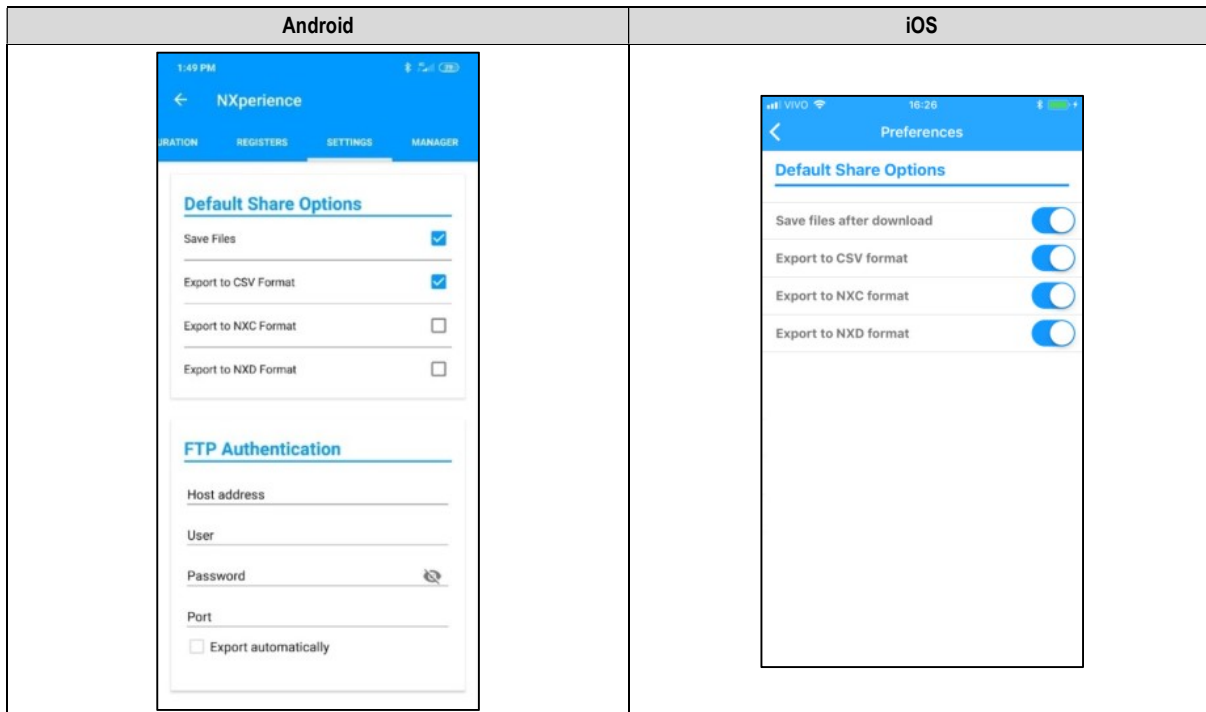 Android
iOS
1:49 PM
NXperience
URATION REGISTERS SETTINGS MANAGER
Default Share Options
Save Files
Export to CSV Format
Export to NXC Format
Export to NXD Format
FTP Authentication
Host address
User
Password
Port
Export automatically
VIVO 16:26
Preferences
Default Share Options
Save files after download
Export to CSV format
Export to NXC format
Export to NXD format